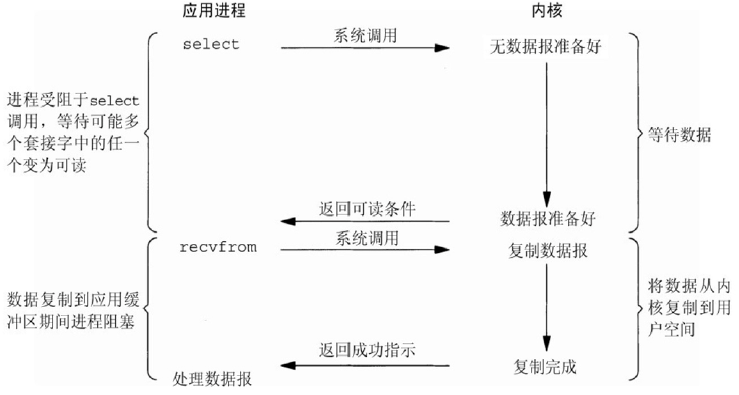 应用进程
内核
select
系统调用
无数据报准备好
进程受阻于select
调用，等待可能多
个套接字中的任一
个变为可读
等待数据
返回可读条件
数据报准备好
recvfrom
系统调用
复制数据报
数据复制到应用缓
冲区期间进程阻塞
将数据从内
核复制到用
户空间
返回成功指示
复制完成
处理数据报